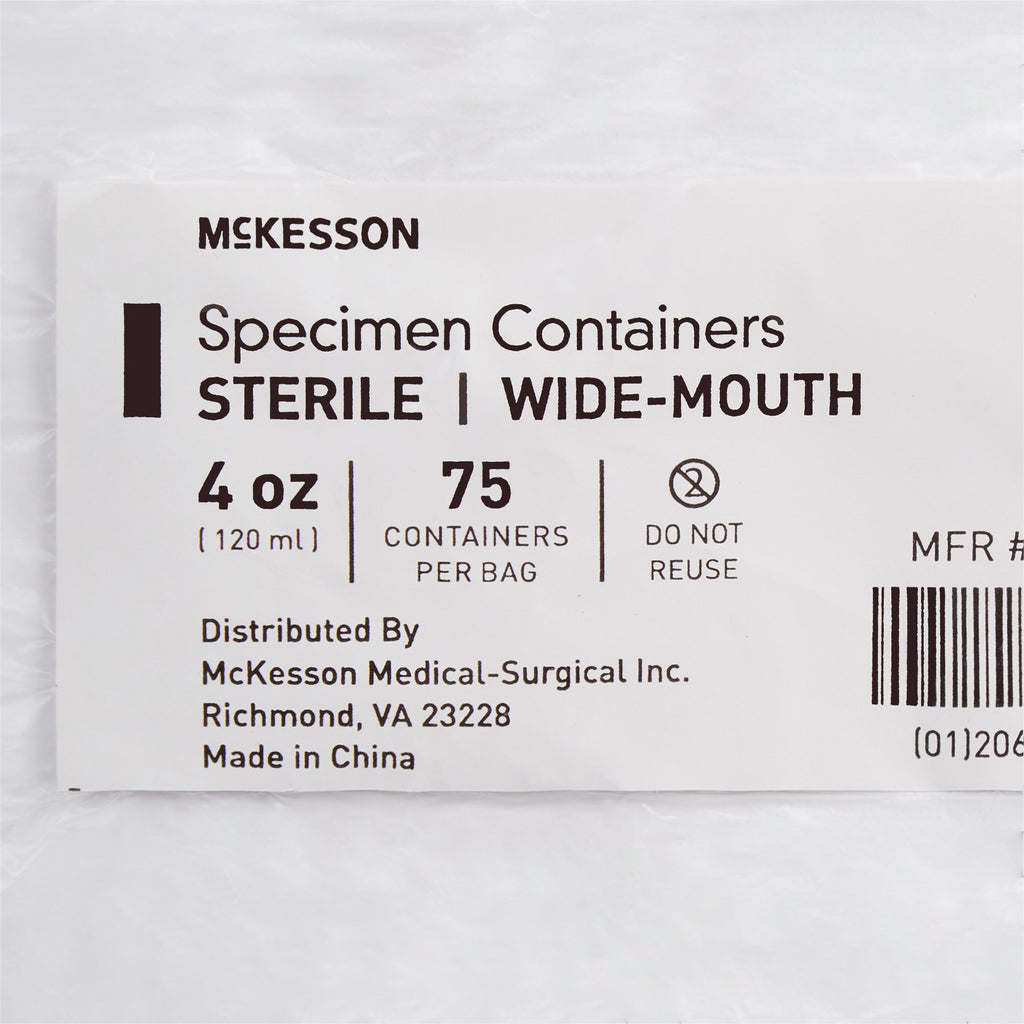 McKESSON
Specimen Containers
STERILE | WIDE-MOUTH
4 oz
(120 ml)
75
CONTAINERS
PER BAG
2
DO NOT
REUSE
MFR #
(01)206
Distributed By
McKesson Medical-Surgical Inc.
Richmond, VA 23228
Made in China